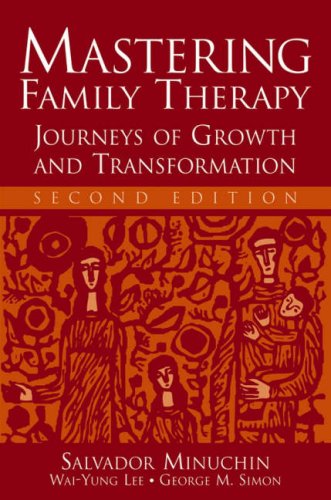 MASTERING
FAMILY THERAPY
JOURNEYS OF GROWTH
AND TRANSFORMATION
SECOND EDITION
SALVADOR MINUCHIN
WAI-YUNG LEE • GEORGE M. SIMON